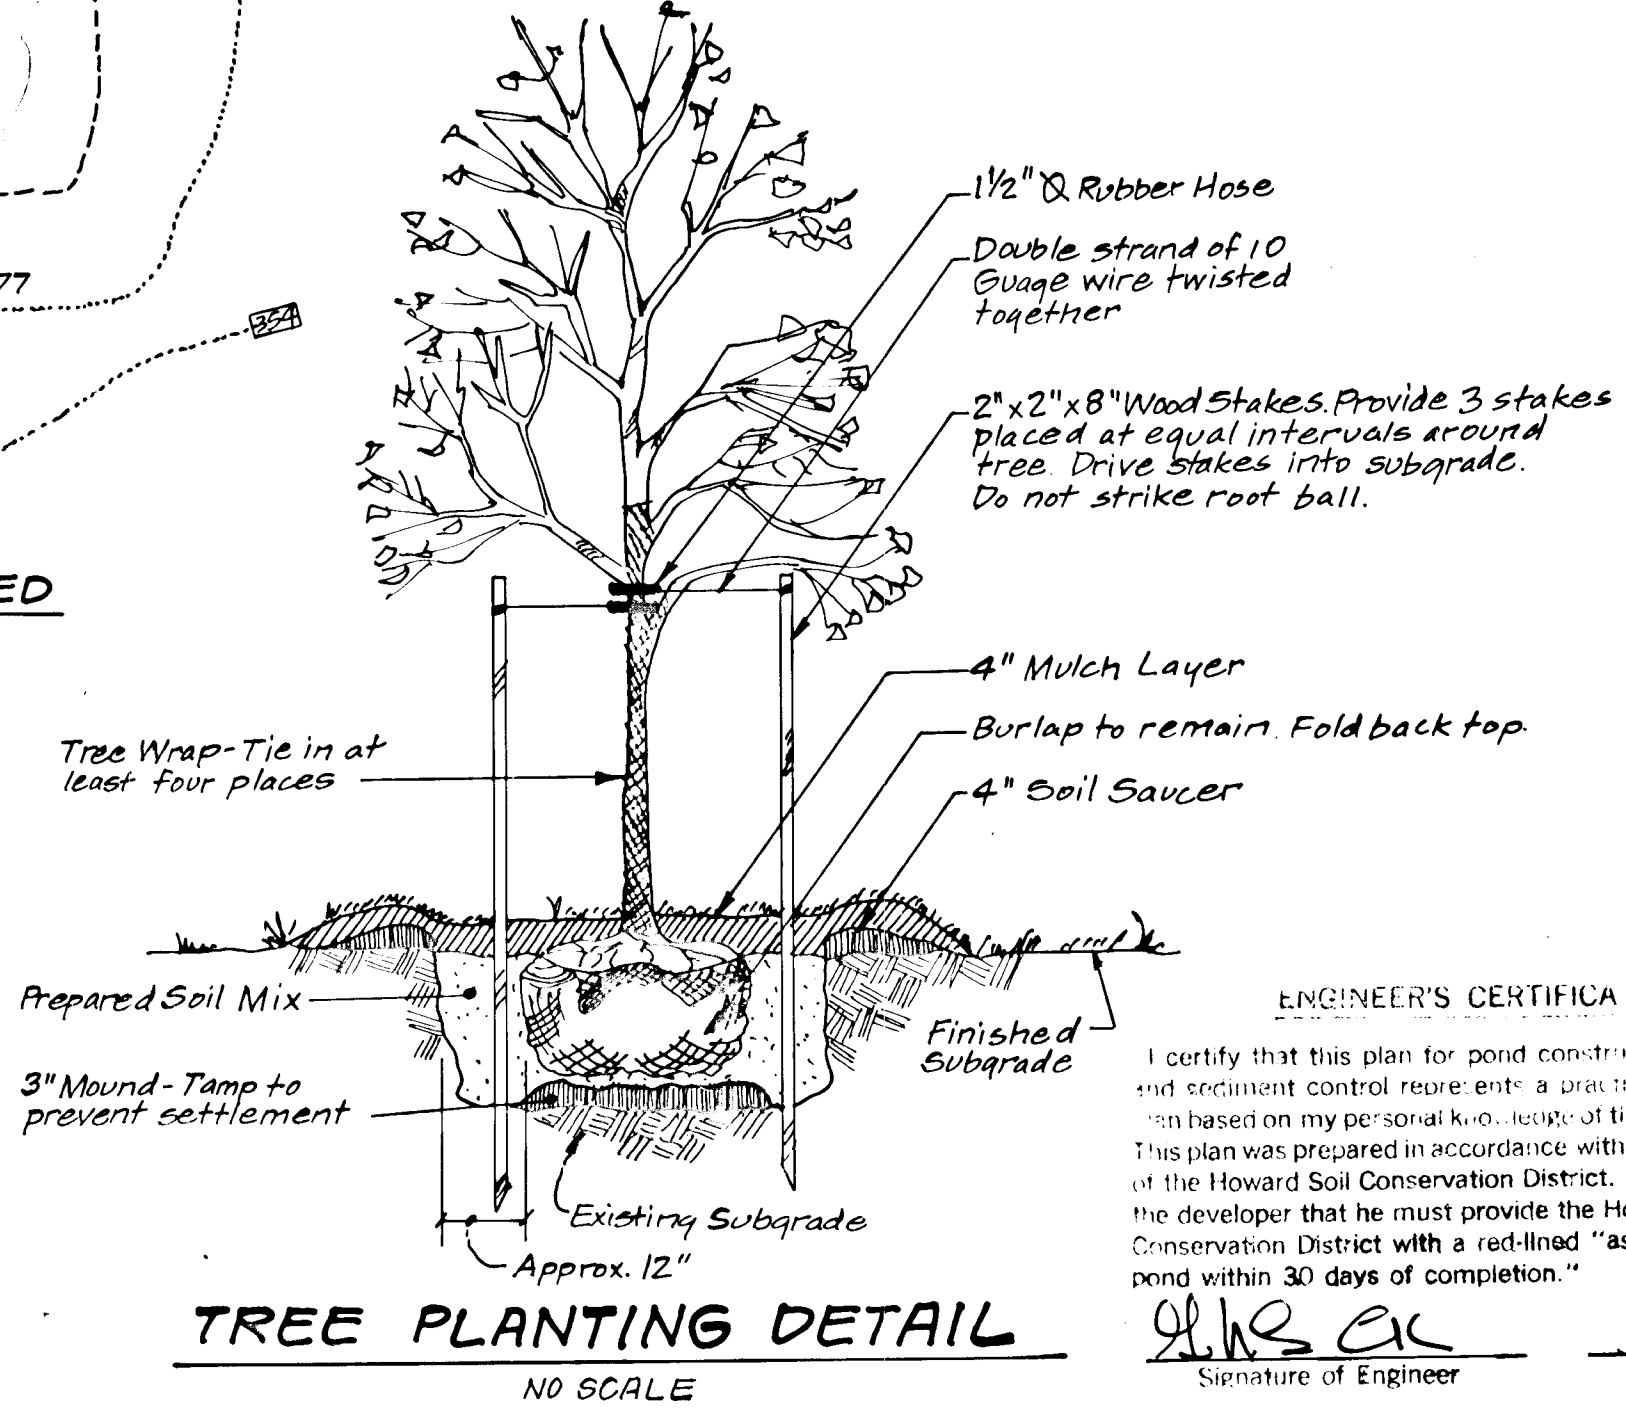 77
354
ED
1 1/2" Ø Rubber Hose
Double strand of 10
Guage wire twisted
together
2"x2"x8" Wood Stakes. Provide 3 stakes
placed at equal intervals around
tree. Drive stakes into subgrade.
Do not strike root ball.
4" Mulch Layer
Burlap to remain. Fold back top.
4" Soil Saucer
Tree Wrap-Tie in at
least four places
Prepared Soil Mix
3" Mound-Tamp to
prevent settlement
Finished
Subgrade
Existing Subgrade
Approx. 12"
TREE PLANTING DETAIL
NO SCALE
ENGINEER'S CERTIFICA
I certify that this plan for pond constru
and sediment control represents a practi
based on my personal knowledge of t
This plan was prepared in accordance with
of the Howard Soil Conservation District.
the developer that he must provide the Ho
Conservation District with a red-lined "as
pond within 30 days of completion."
Signature of Engineer